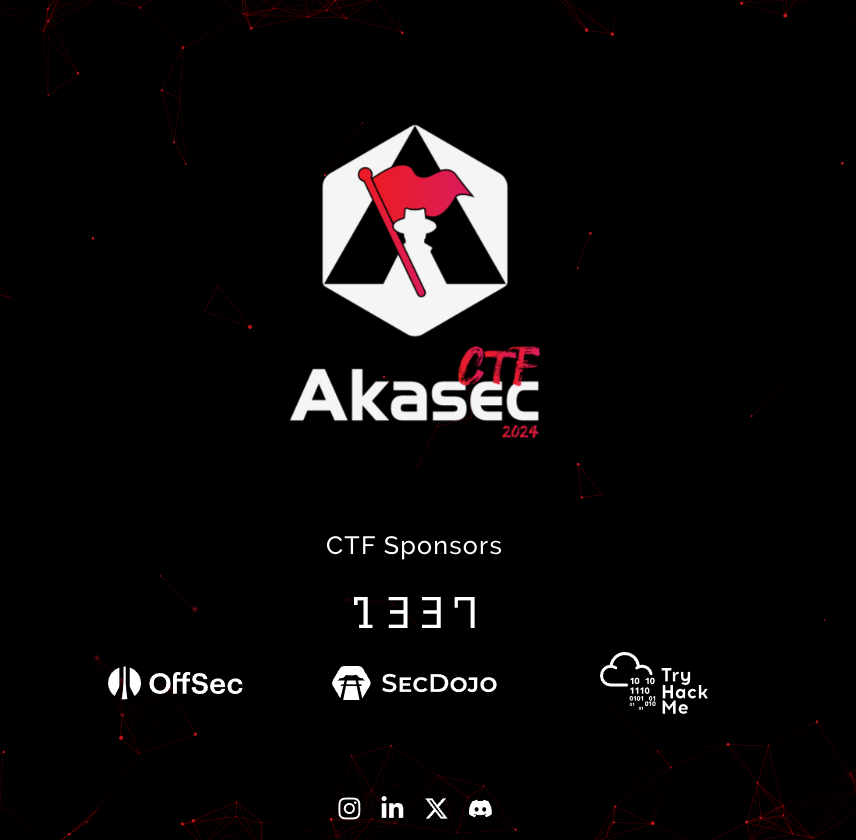 CTF
Akasec
2024
CTF Sponsors
1337
OffSec
SECDOJO
Try
Hack
Me
10 10
1110
0101 01
01 010
01